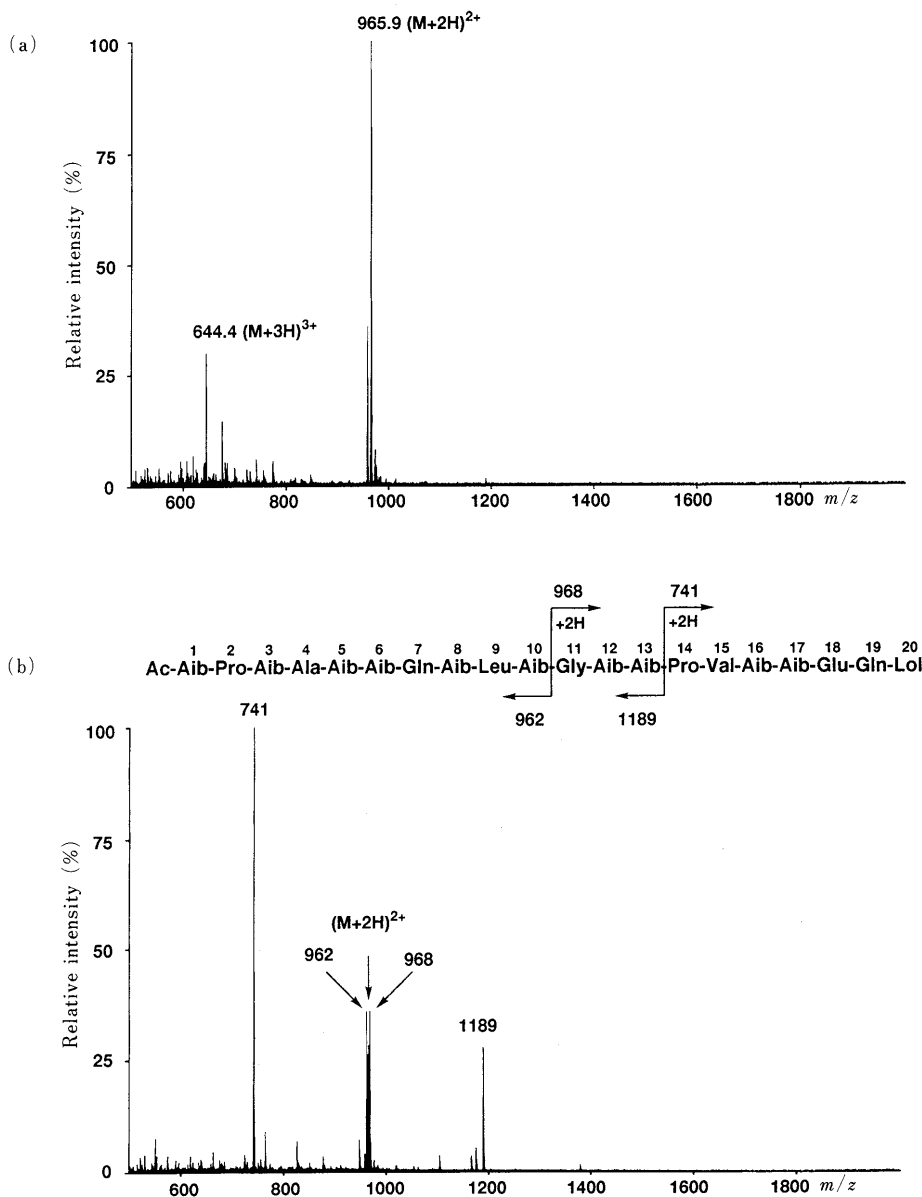 (a)
965.9 (M+2H)2+
100
75
50
25
0
Relative intensity (%)
644.4 (M+3H)3+
600 800 1000 1200 1400 1600 1800 m/z
(b)
968 741
+2H +2H
1 2 3 4 5 6 7 8 9 10 11 12 13 14 15 16 17 18 19 20
Ac-Aib-Pro-Aib-Ala-Aib-Aib-Gln-Aib-Leu-Aib-Gly-Aib-Aib-Pro-Val-Aib-Aib-Glu-Gln-Lol
962 1189
741
100
75
50
25
0
Relative intensity (%)
(M+2H)2+
962 968
1189
600 800 1000 1200 1400 1600 1800 m/z